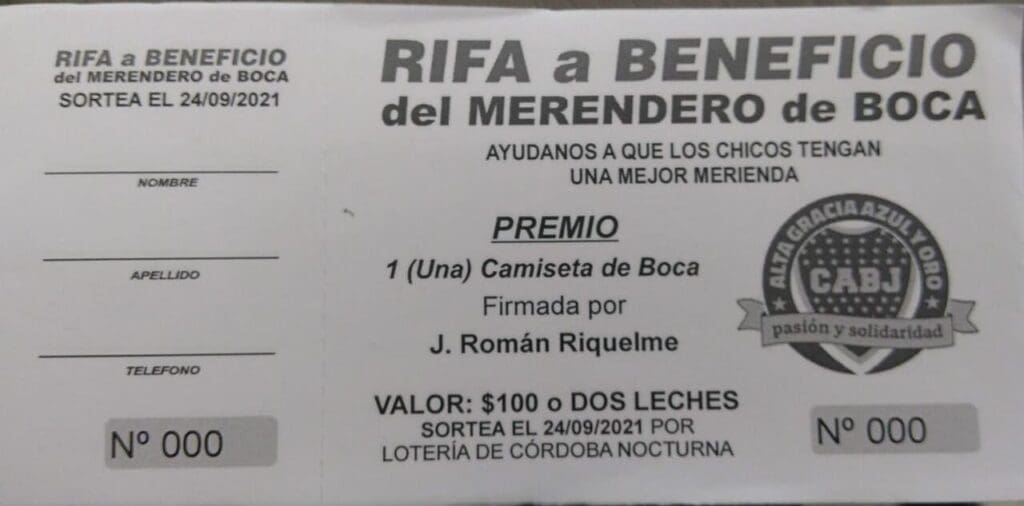 RIFA a BENEFICIO
del MERENDERO de BOCA
SORTEA EL 24/09/2021
NOMBRE
APELLIDO
TELEFONO
Nº 000
RIFA a BENEFICIO
del MERENDERO de BOCA
AYUDANOS A QUE LOS CHICOS TENGAN
UNA MEJOR MERIENDA
PREMIO
1 (Una) Camiseta de Boca
Firmada por
J. Román Riquelme
ALTA GRACIA AZUL Y ORO
CABJ
pasión y solidaridad
VALOR: $100 o DOS LECHES
SORTEA EL 24/09/2021 POR
LOTERÍA DE CÓRDOBA NOCTURNA
Nº 000